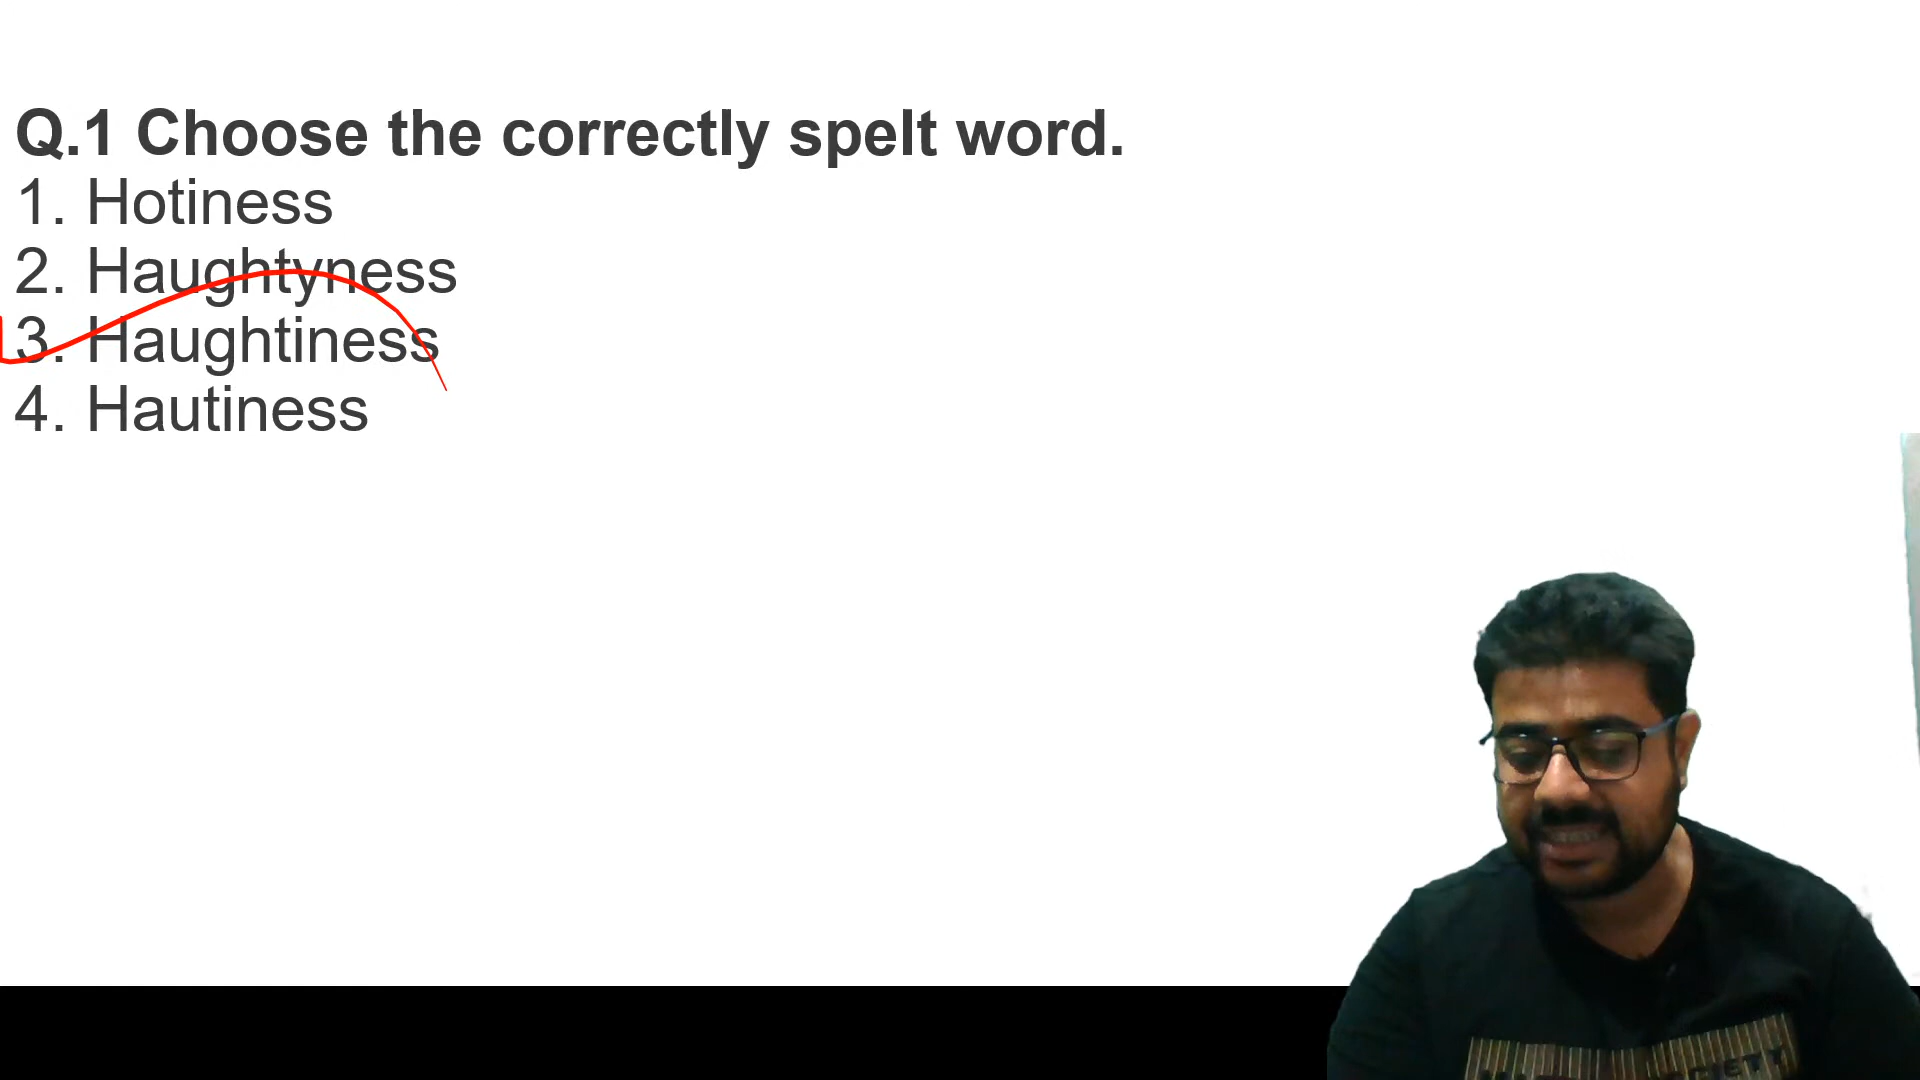 Q.1 Choose the correctly spelt word.
1. Hotiness
2. Haughtyness
3. Haughtiness
4. Hautiness